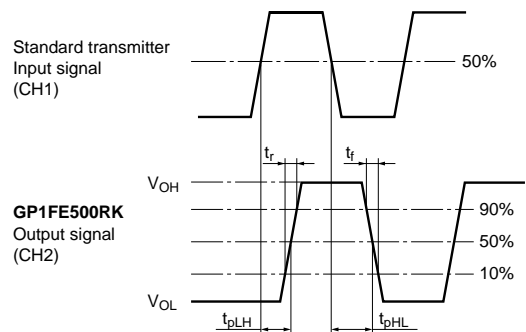 Standard transmitter
Input signal
(CH1)
50%
tr
tf
VOH
GP1FE500RK
Output signal
(CH2)
90%
50%
10%
VOL
tpLH
tpHL